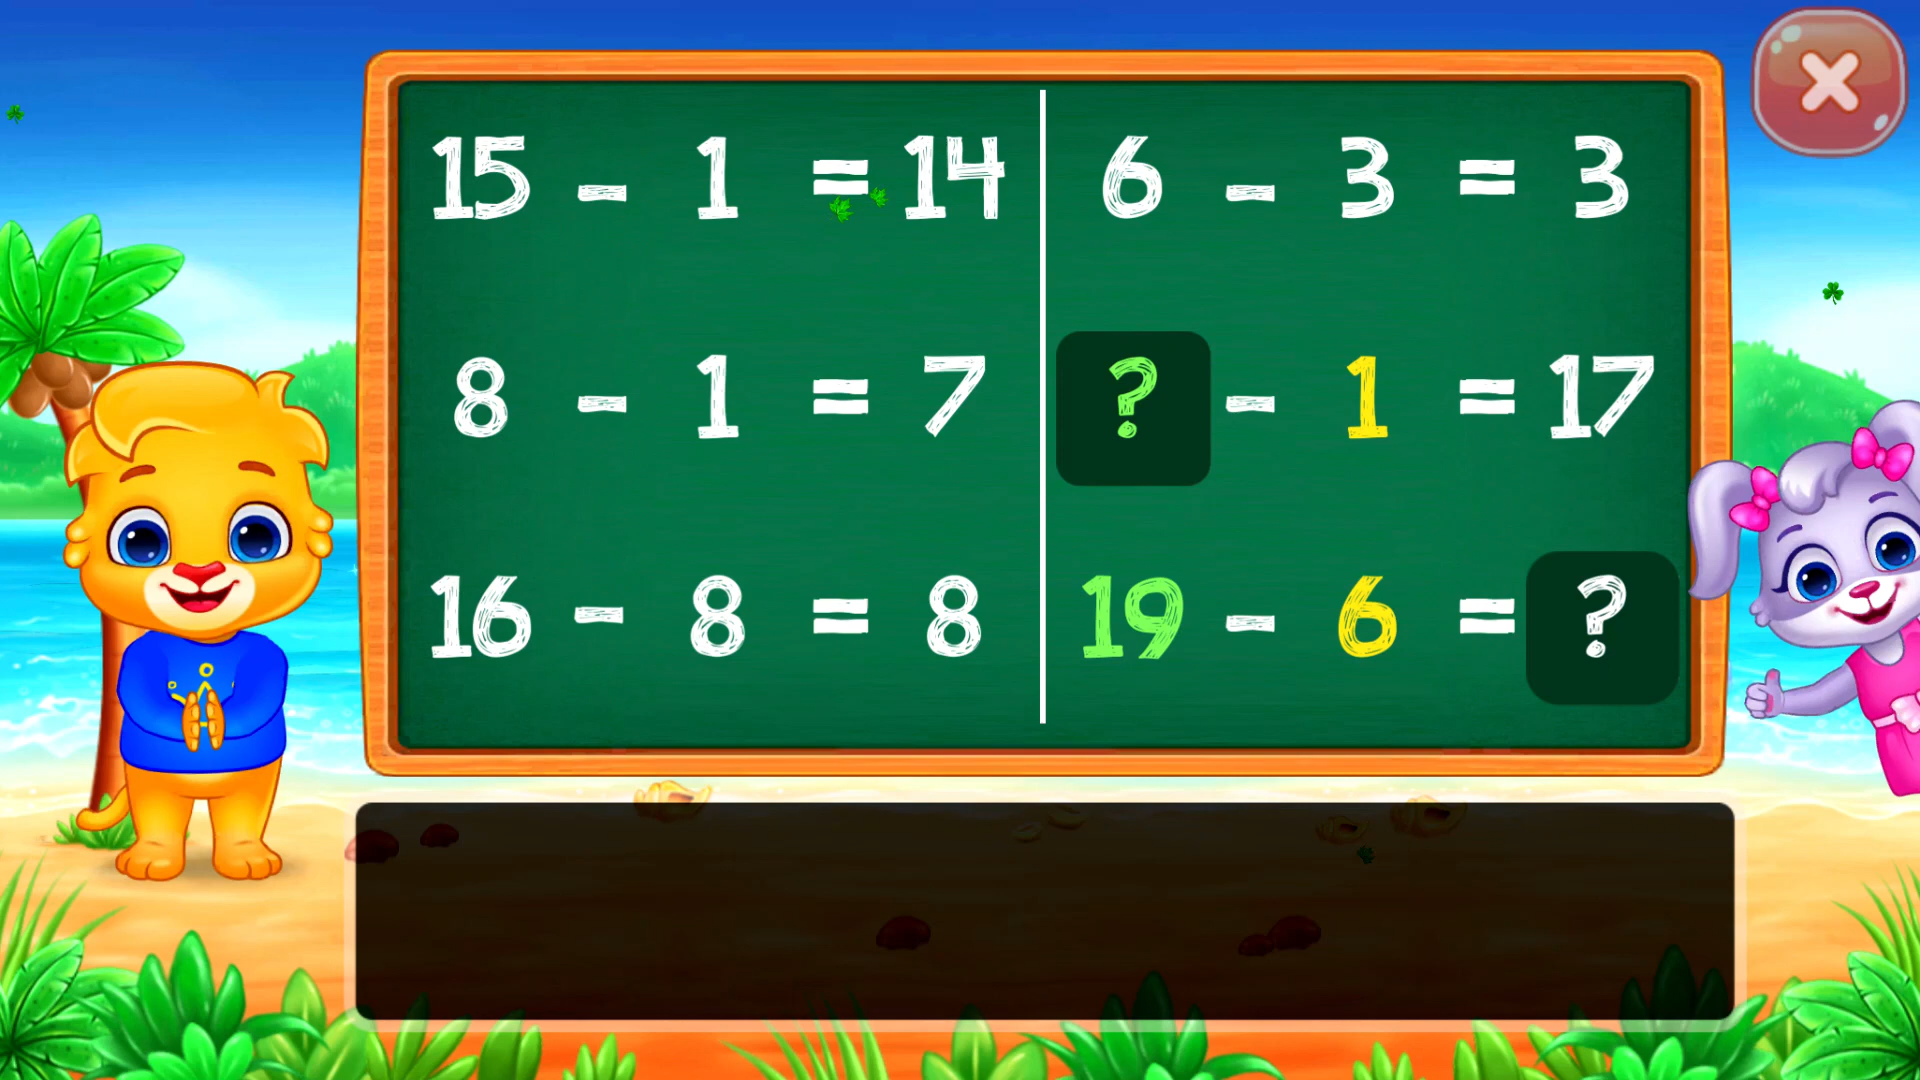 15 - 1 = 14
8 - 1 = 7
16 - 8 = 8
6 - 3 = 3
? - 1 = 17
19 - 6 = ?